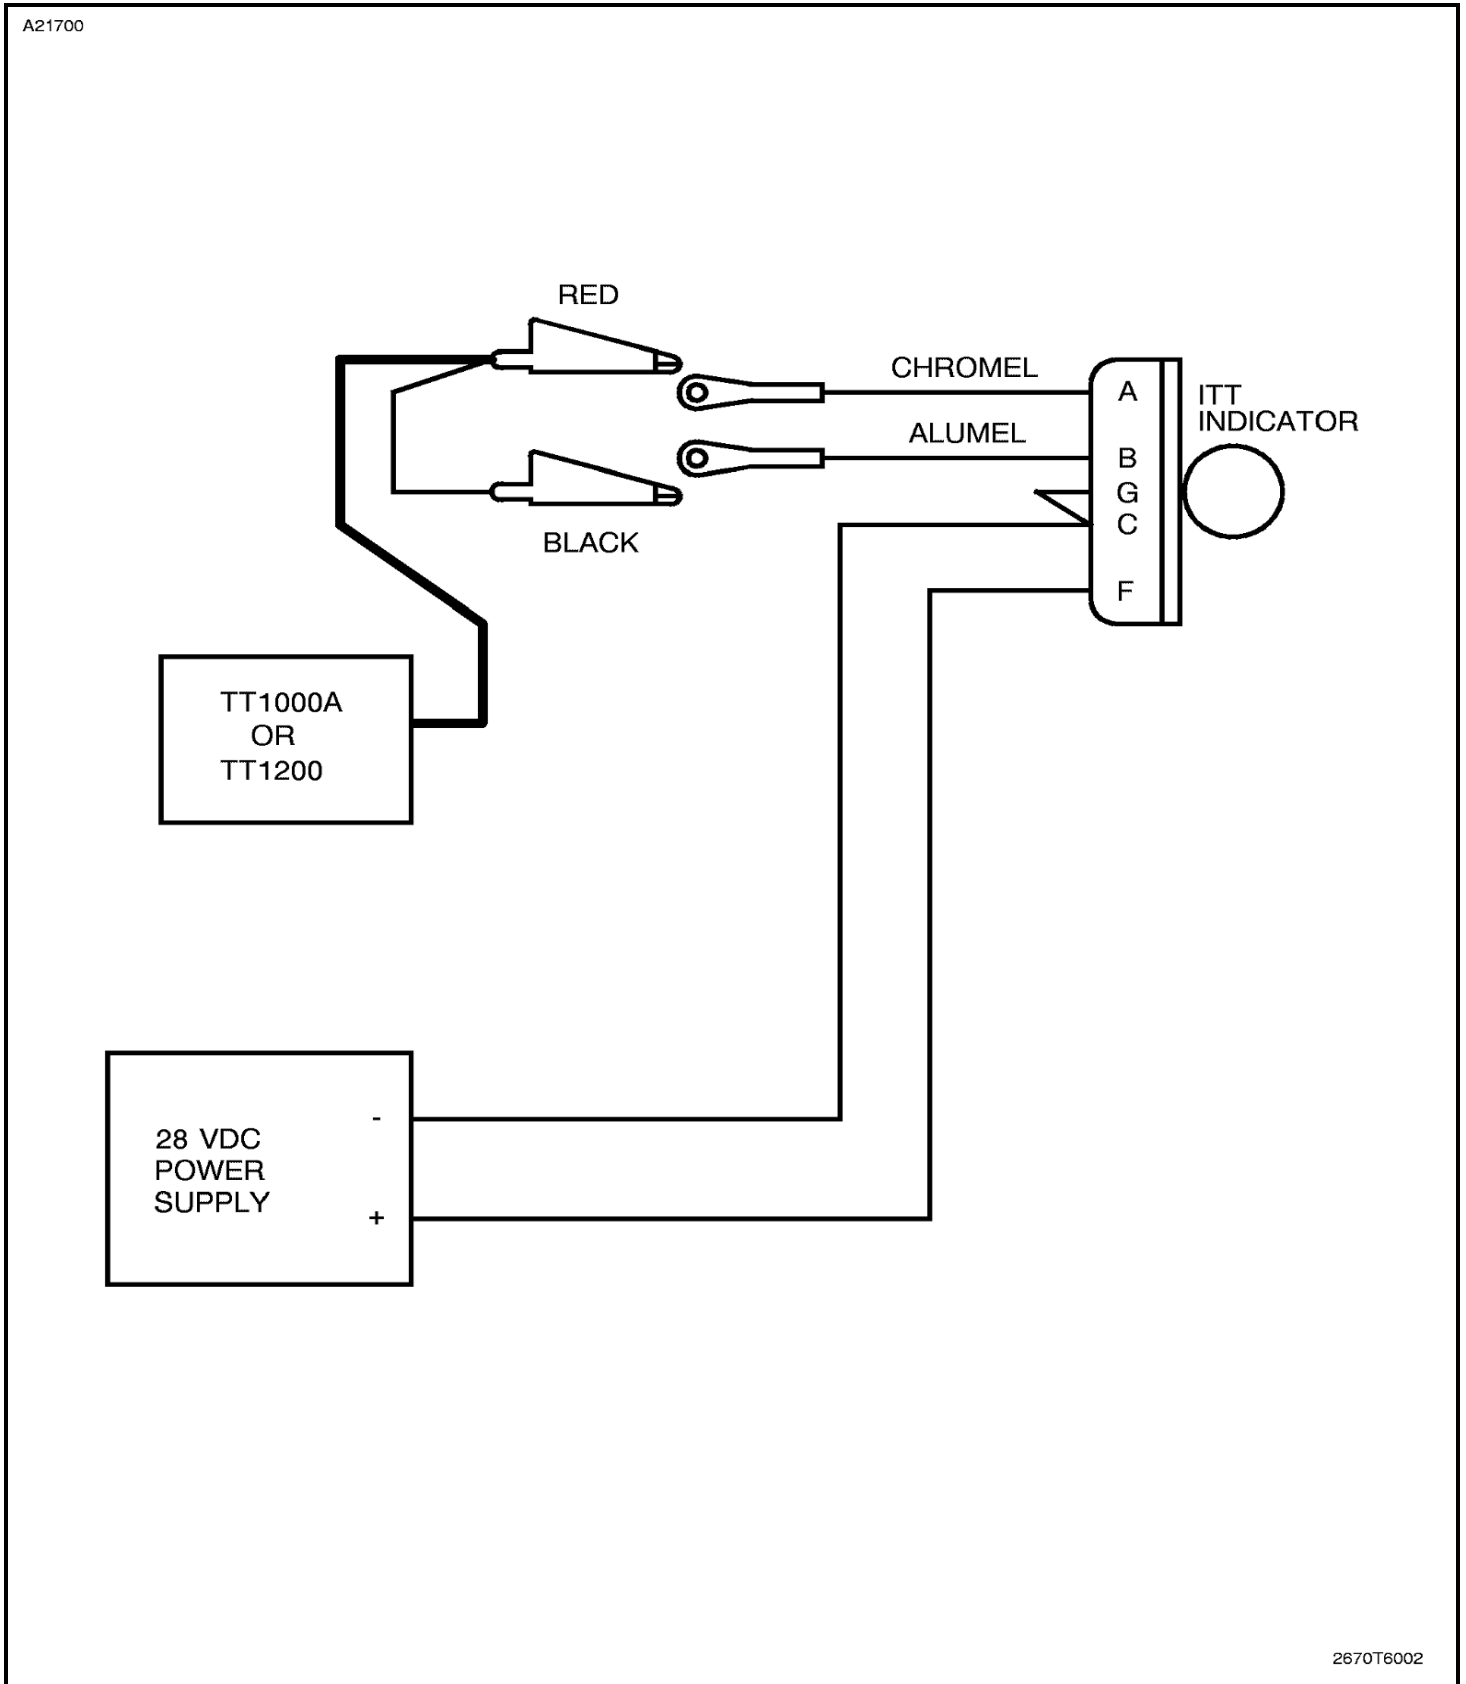 A21700
RED
CHROMEL
A
ITT
INDICATOR
ALUMEL
B
G
C
BLACK
F
TT1000A
OR
TT1200
-
28 VDC
POWER
SUPPLY
+
2670T6002